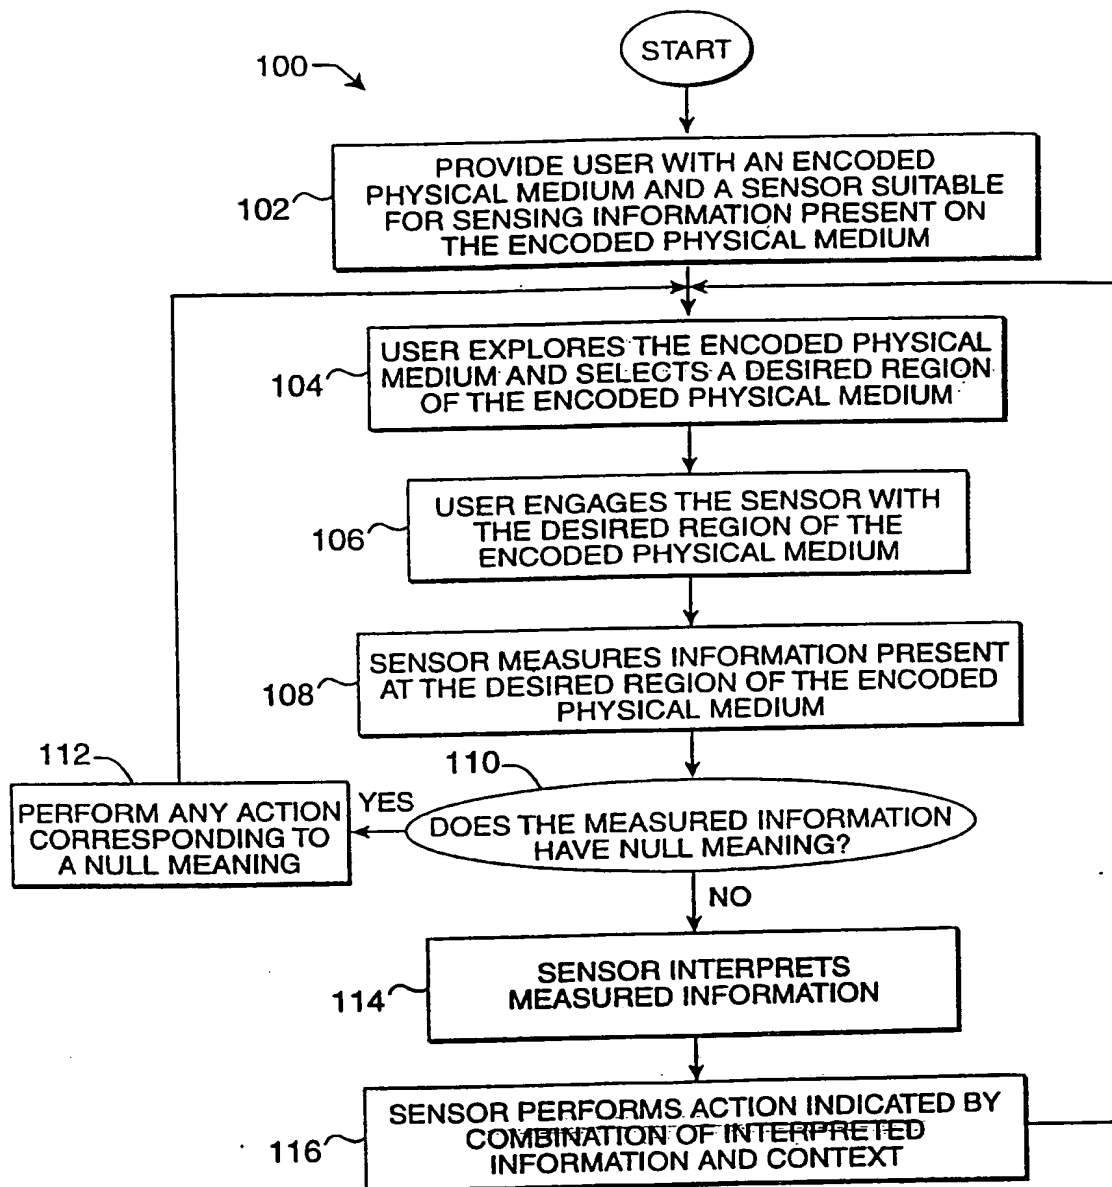 START
100
PROVIDE USER WITH AN ENCODED
PHYSICAL MEDIUM AND A SENSOR SUITABLE
FOR SENSING INFORMATION PRESENT ON
THE ENCODED PHYSICAL MEDIUM
102
USER EXPLORES THE ENCODED PHYSICAL
MEDIUM AND SELECTS A DESIRED REGION
OF THE ENCODED PHYSICAL MEDIUM
104
USER ENGAGES THE SENSOR WITH
THE DESIRED REGION OF THE
ENCODED PHYSICAL MEDIUM
106
SENSOR MEASURES INFORMATION PRESENT
AT THE DESIRED REGION OF THE ENCODED
PHYSICAL MEDIUM
108
110
DOES THE MEASURED INFORMATION
HAVE NULL MEANING?
YES
112
PERFORM ANY ACTION
CORRESPONDING TO
A NULL MEANING
NO
SENSOR INTERPRETS
MEASURED INFORMATION
114
SENSOR PERFORMS ACTION INDICATED BY
COMBINATION OF INTERPRETED
INFORMATION AND CONTEXT
116